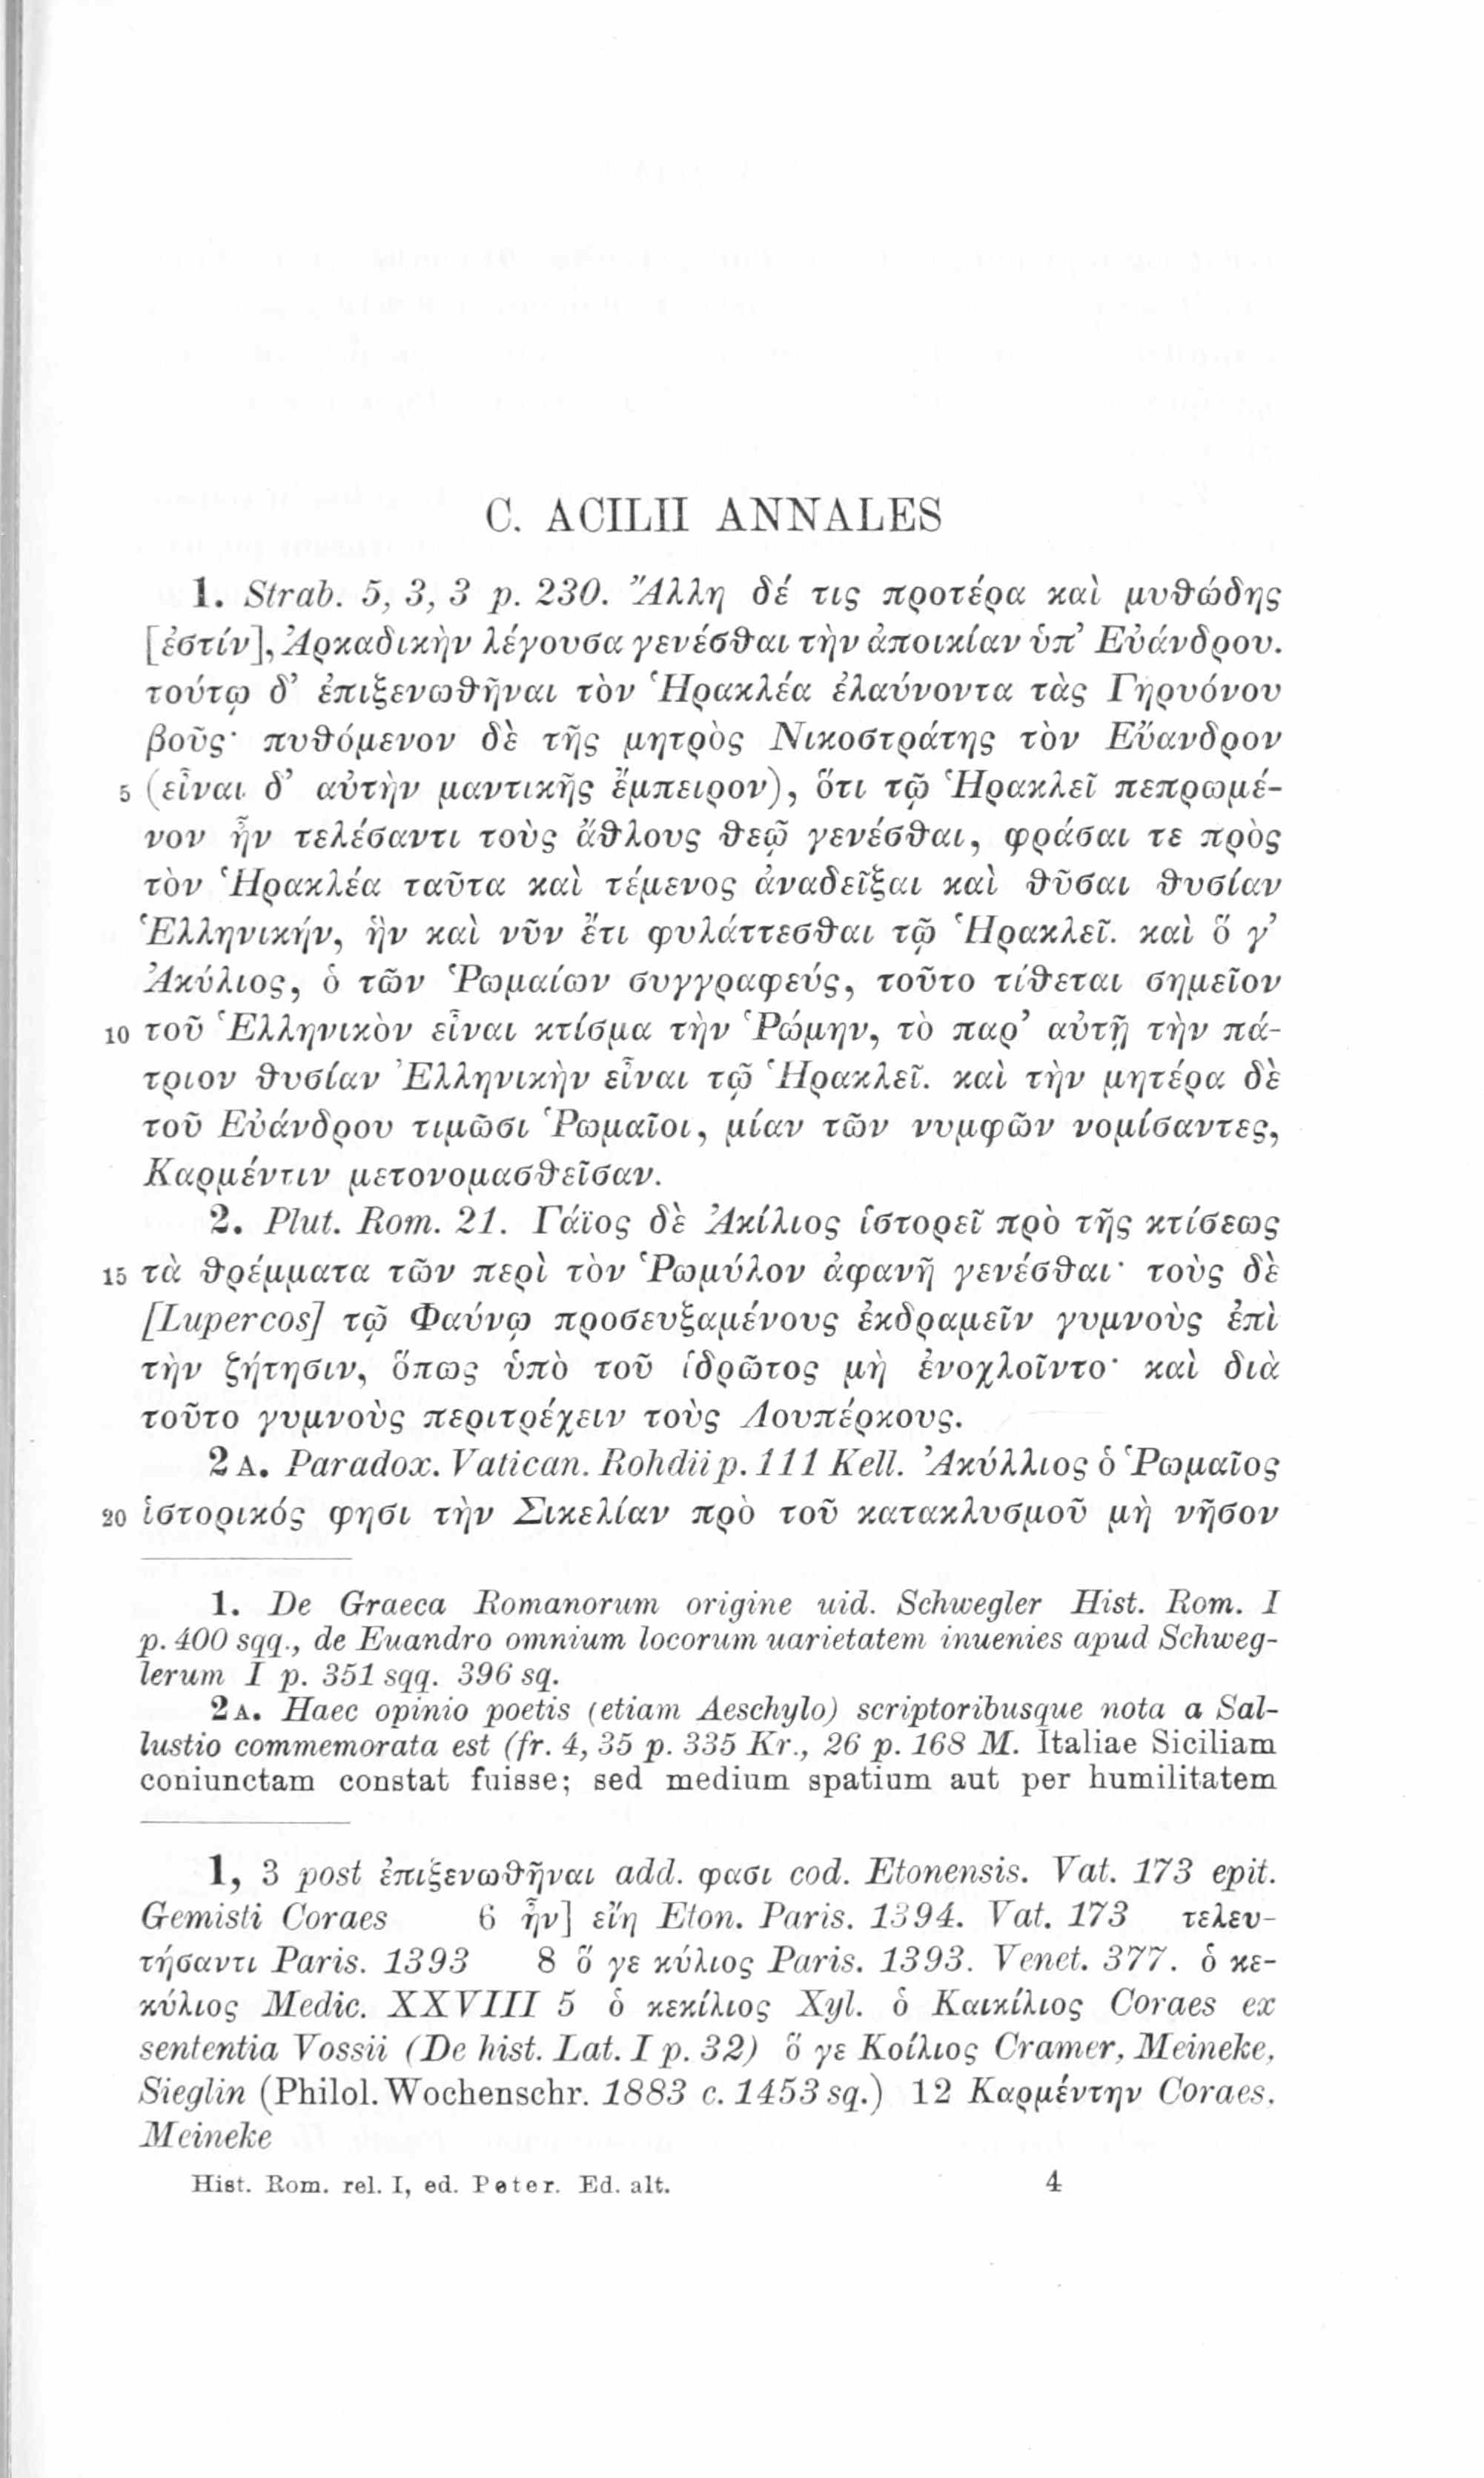 C. ACILII ANNALES
1. Strab. 5, 3, 3 p. 230. Ἄλλη δέ τις προτέρα καὶ μυθώδης
[ἐστίν], Ἀρκαδικὴν λέγουσα γενέσθαι τὴν ἀποικίαν ὑπ’ Εὐάνδρου.
τούτῳ δ’ ἐπιξενωθῆναι τὸν Ἡρακλέα ἐλαύνοντα τὰς Γηρυόνου
βοῦς· πυθόμενον δὲ τῆς μητρὸς Νικοστράτης τὸν Εὔανδρον
5 (εἶναι δ’ αὐτὴν μαντικῆς ἔμπειρον), ὅτι τῷ Ἡρακλεῖ πεπρωμέ-
νον ἦν τελέσαντι τοὺς ἄθλους θεῷ γενέσθαι, φράσαι τε πρὸς
τὸν Ἡρακλέα ταῦτα καὶ τέμενος ἀναδεῖξαι καὶ θῦσαι θυσίαν
Ἑλληνικήν, ἣν καὶ νῦν ἔτι φυλάττεσθαι τῷ Ἡρακλεῖ. καὶ ὅ γ’
Ἀκύλιος, ὁ τῶν Ῥωμαίων συγγραφεύς, τοῦτο τίθεται σημεῖον
10 τοῦ Ἑλληνικὸν εἶναι κτίσμα τὴν Ῥώμην, τὸ παρ’ αὐτῇ τὴν πά-
τριον θυσίαν Ἑλληνικὴν εἶναι τῷ Ἡρακλεῖ. καὶ τὴν μητέρα δὲ
τοῦ Εὐάνδρου τιμῶσι Ῥωμαῖοι, μίαν τῶν νυμφῶν νομίσαντες,
Καρμέντιν μετονομασθεῖσαν.
2. Plut. Rom. 21. Γάϊος δὲ Ἀκίλιος ἱστορεῖ πρὸ τῆς κτίσεως
15 τὰ θρέμματα τῶν περὶ τὸν Ῥωμύλον ἀφανῆ γενέσθαι· τοὺς δὲ
[Lupercos] τῷ Φαύνῳ προσευξαμένους ἐκδραμεῖν γυμνοὺς ἐπὶ
τὴν ζήτησιν, ὅπως ὑπὸ τοῦ ἱδρῶτος μὴ ἐνοχλοῖντο· καὶ διὰ
τοῦτο γυμνοὺς περιτρέχειν τοὺς Λουπέρκους.
2 A. Paradox. Vatican. Rohdii p. 111 Kell. Ἀκύλλιος ὁ Ῥωμαῖος
20 ἱστορικός φησι τὴν Σικελίαν πρὸ τοῦ κατακλυσμοῦ μὴ νῆσον
1. De Graeca Romanorum origine uid. Schwegler Hist. Rom. I
p. 400 sqq., de Euandro omnium locorum uarietatem inuenies apud Schweg-
lerum I p. 351 sqq. 396 sq.
2 A. Haec opinio poetis (etiam Aeschylo) scriptoribusque nota a Sal-
lustio commemorata est (fr. 4, 35 p. 335 Kr., 26 p. 168 M. Italiae Siciliam
coniunctam constat fuisse; sed medium spatium aut per humilitatem
1, 3 post ἐπιξενωθῆναι add. φασι cod. Etonensis. Vat. 173 epit.
Gemisti Coraes 6 ἦν] εἴη Eton. Paris. 1394. Vat. 173 τελευ-
τήσαντι Paris. 1393 8 ὅ γε κύλιος Paris. 1393. Venet. 377. ὁ κε-
κύλιος Medic. XXVIII 5 ὁ κεκίλιος Xyl. ὁ Καικίλιος Coraes ex
sententia Vossii (De hist. Lat. I p. 32) ὅ γε Κοίλιος Cramer, Meineke,
Sieglin (Philol. Wochenschr. 1883 c. 1453 sq.) 12 Καρμέντην Coraes.
Meineke
Hist. Rom. rel. I, ed. Peter. Ed. alt. 4